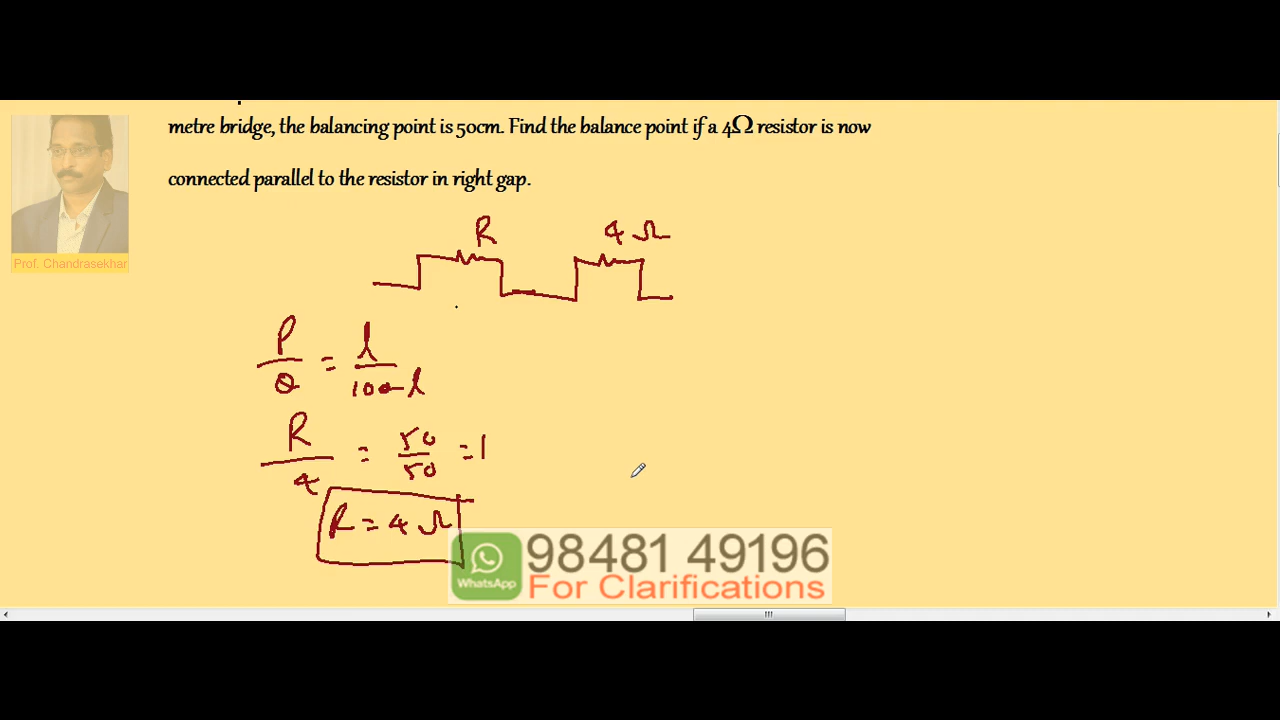 metre bridge, the balancing point is 50cm. Find the balance point if a 4Ω resistor is now
connected parallel to the resistor in right gap.
Prof. Chandrasekhar
R 4 Ω
P/Q = l/100-l
R/4 = 50/50 = 1
R = 4 Ω
WhatsApp
98481 49196
For Clarifications